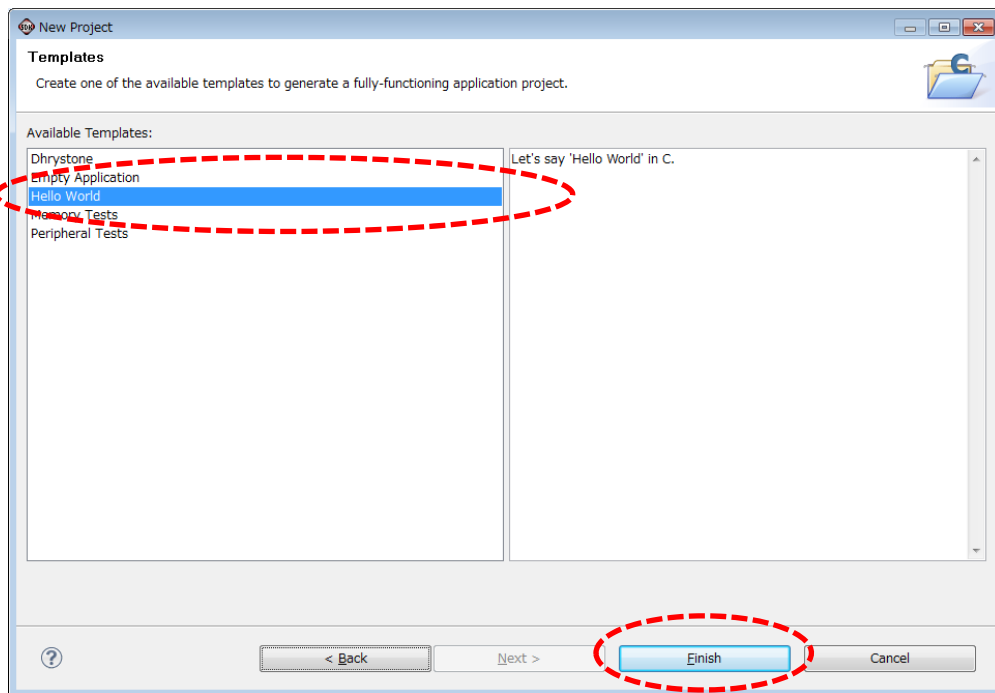 New Project
Templates
Create one of the available templates to generate a fully-functioning application project.
Available Templates:
Dhrystone
Empty Application
Hello World
Memory Tests
Peripheral Tests
Let's say 'Hello World' in C.
< Back
Next >
Finish
Cancel